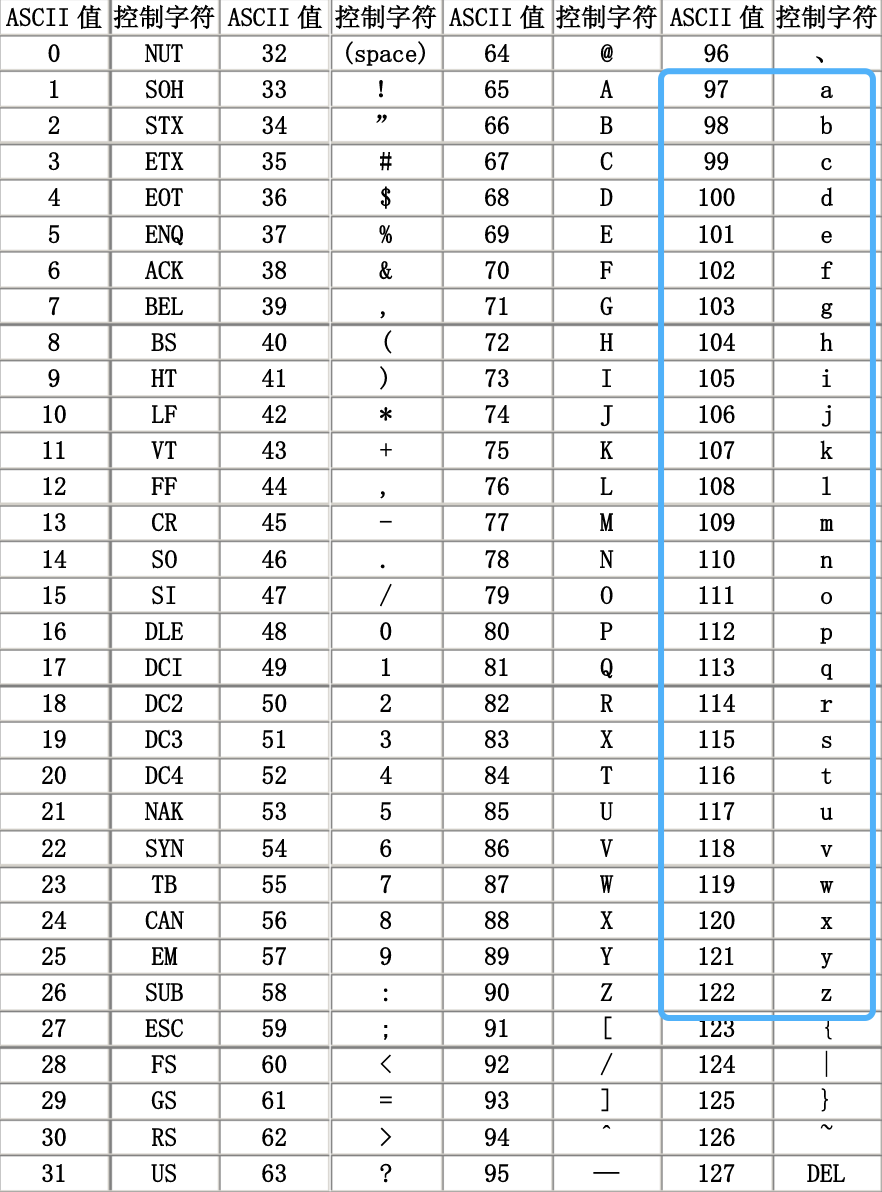 ASCII 值 控制字符 ASCII 值 控制字符 ASCII 值 控制字符 ASCII 值 控制字符
0 NUT 32 (space) 64 @ 96 、
1 SOH 33 ! 65 A 97 a
2 STX 34 ” 66 B 98 b
3 ETX 35 # 67 C 99 c
4 EOT 36 $ 68 D 100 d
5 ENQ 37 % 69 E 101 e
6 ACK 38 & 70 F 102 f
7 BEL 39 , 71 G 103 g
8 BS 40 ( 72 H 104 h
9 HT 41 ) 73 I 105 i
10 LF 42 * 74 J 106 j
11 VT 43 + 75 K 107 k
12 FF 44 , 76 L 108 l
13 CR 45 - 77 M 109 m
14 SO 46 . 78 N 110 n
15 SI 47 / 79 O 111 o
16 DLE 48 0 80 P 112 p
17 DCI 49 1 81 Q 113 q
18 DC2 50 2 82 R 114 r
19 DC3 51 3 83 X 115 s
20 DC4 52 4 84 T 116 t
21 NAK 53 5 85 U 117 u
22 SYN 54 6 86 V 118 v
23 TB 55 7 87 W 119 w
24 CAN 56 8 88 X 120 x
25 EM 57 9 89 Y 121 y
26 SUB 58 : 90 Z 122 z
27 ESC 59 ; 91 [ 123 {
28 FS 60 < 92 / 124 |
29 GS 61 = 93 ] 125 }
30 RS 62 > 94 ^ 126 ~
31 US 63 ? 95 — 127 DEL